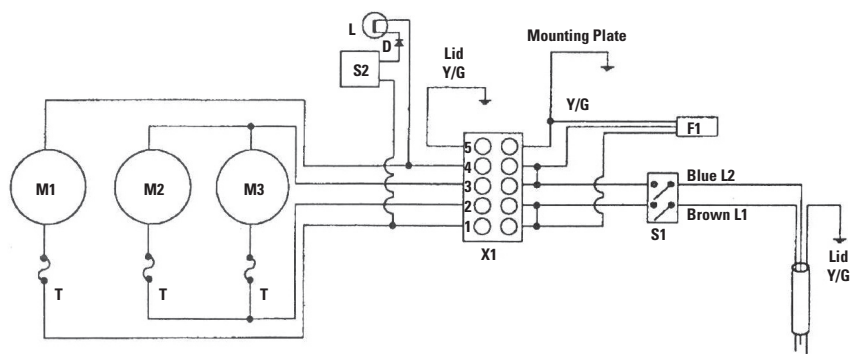 L
D
S2
Lid
Y/G
Mounting Plate
Y/G
F1
M1
M2
M3
5
4
3
2
1
X1
Blue L2
Brown L1
S1
T
T
T
Lid
Y/G